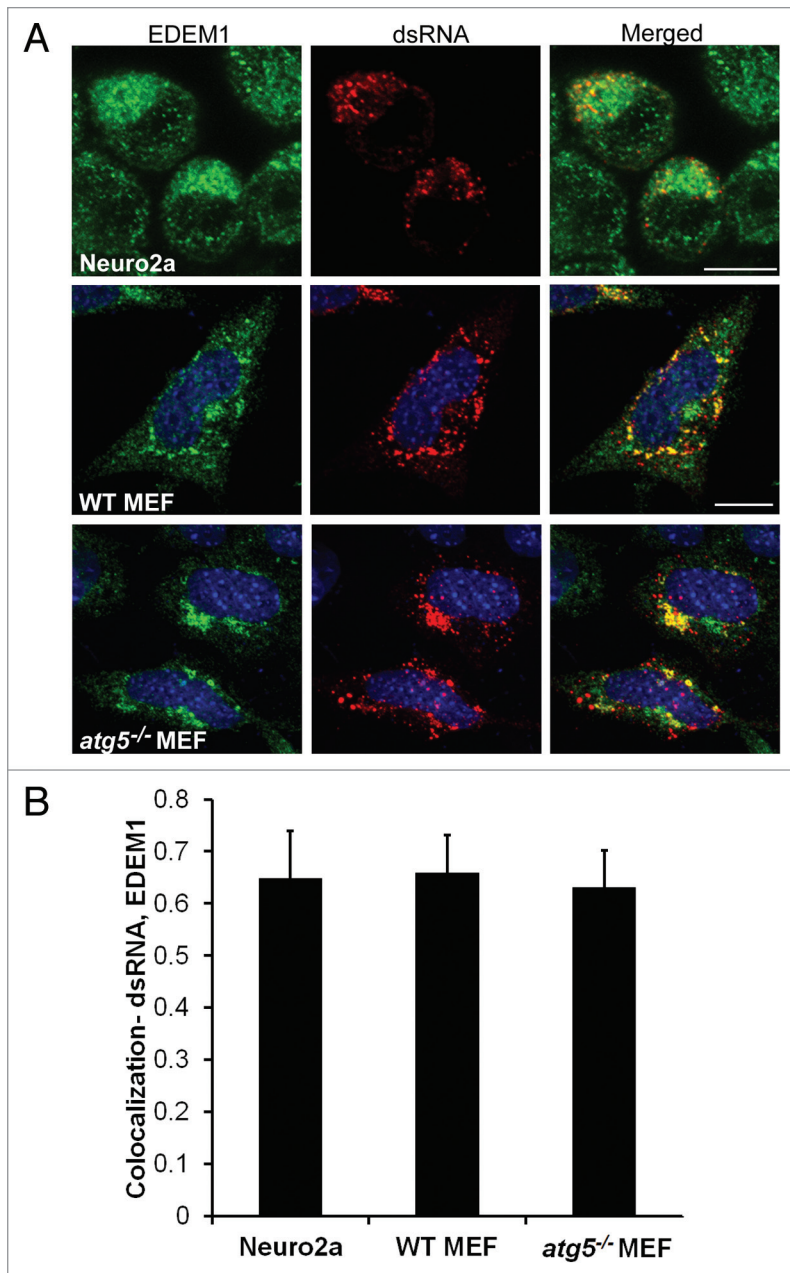 A
EDEM1 dsRNA Merged
Neuro2a
WT MEF
atg5-/- MEF
B
Colocalization- dsRNA, EDEM1
0.8
0.7
0.6
0.5
0.4
0.3
0.2
0.1
0
Neuro2a WT MEF atg5-/- MEF